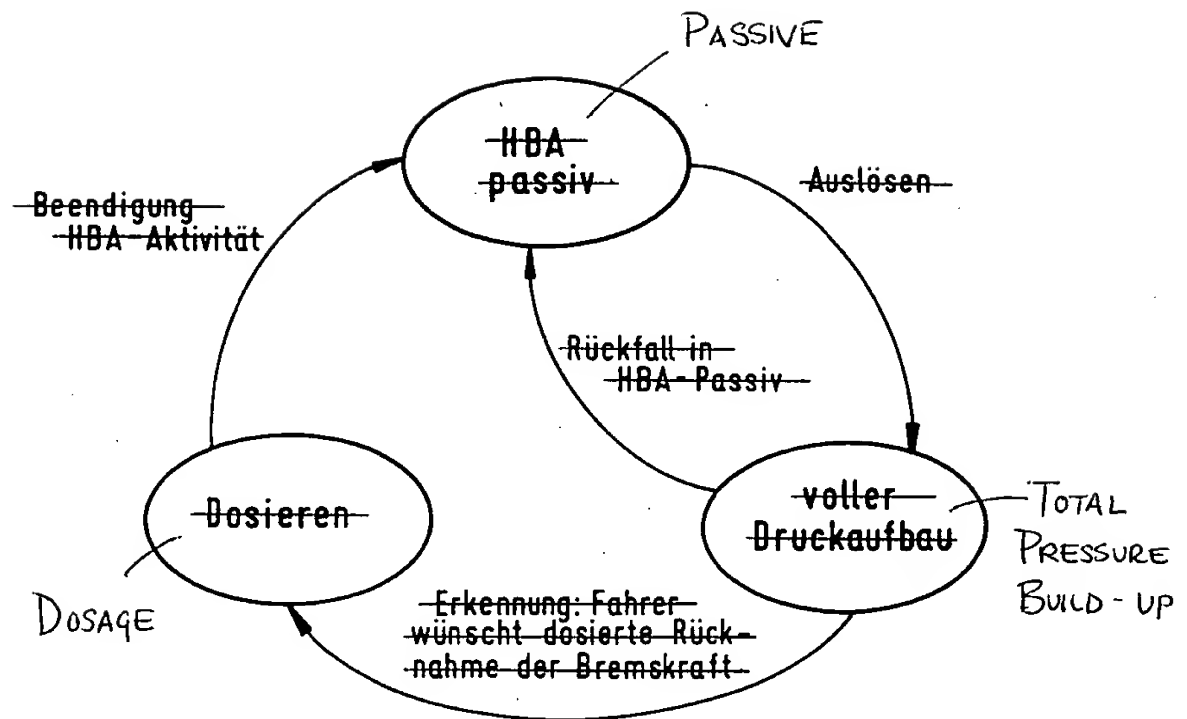 PASSIVE
HBA
passiv
Auslösen
Beendigung
HBA-Aktivität
Rückfall in
HBA-Passiv
Dosieren
voller
Druckaufbau
TOTAL
PRESSURE
BUILD-UP
DOSAGE
Erkennung: Fahrer
wünscht dosierte Rück-
nahme der Bremskraft